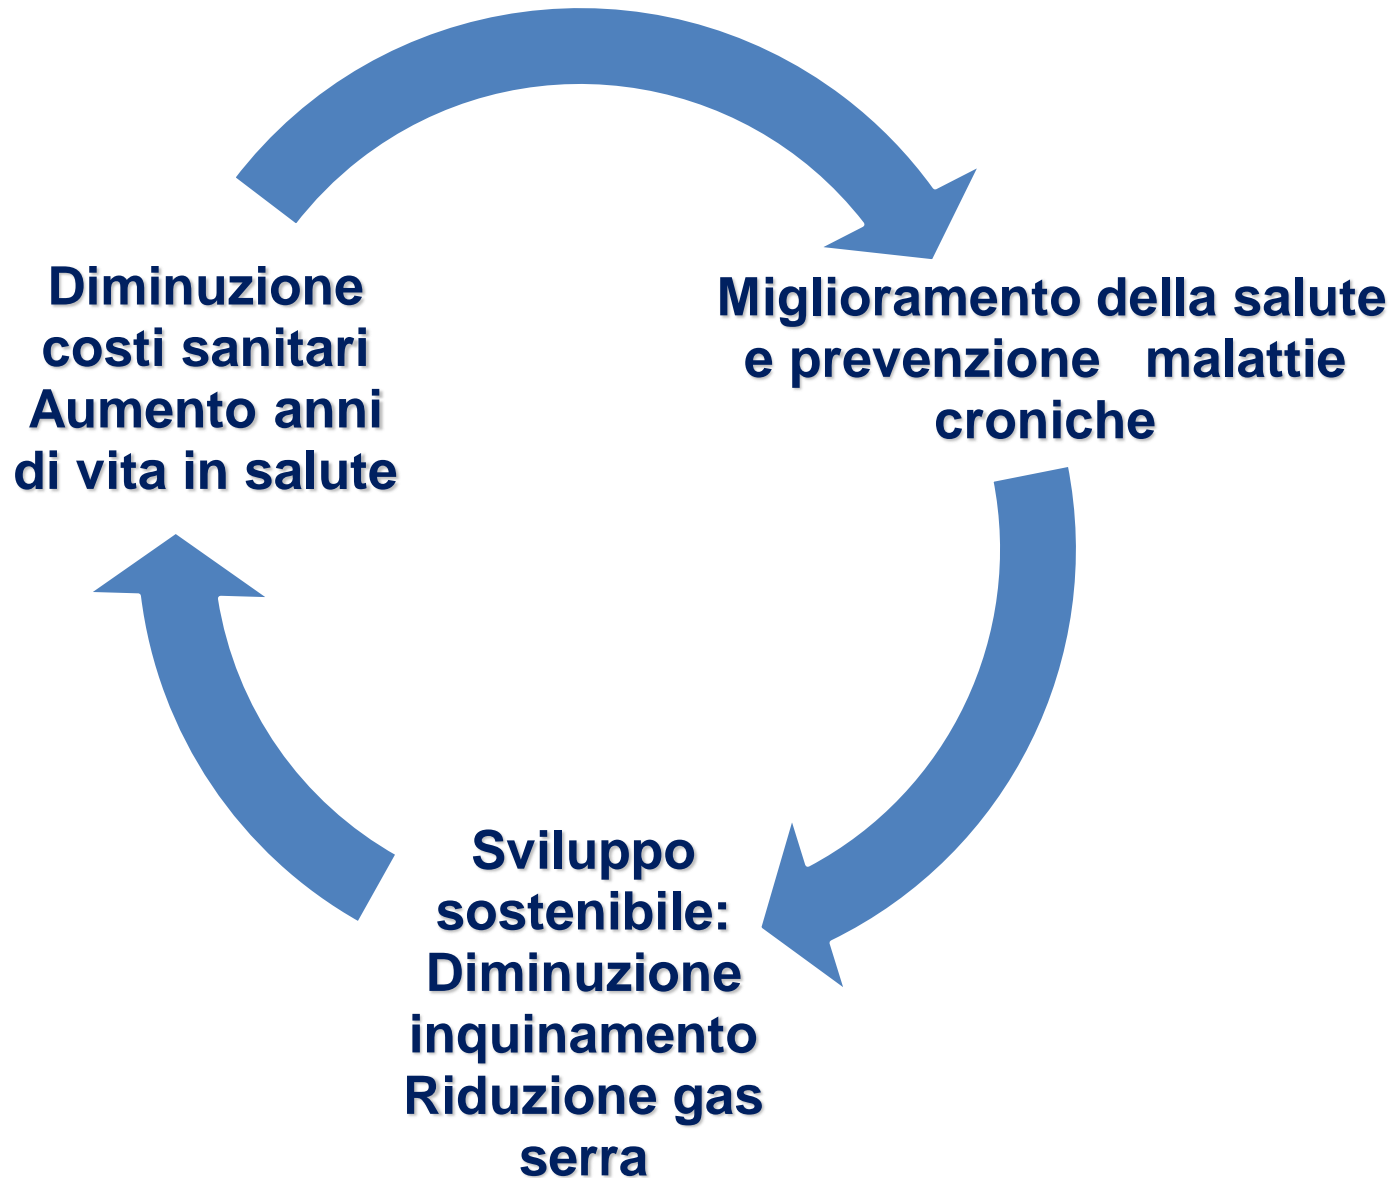 Diminuzione
costi sanitari
Aumento anni
di vita in salute
Miglioramento della salute
e prevenzione malattie
croniche
Sviluppo
sostenibile:
Diminuzione
inquinamento
Riduzione gas
serra